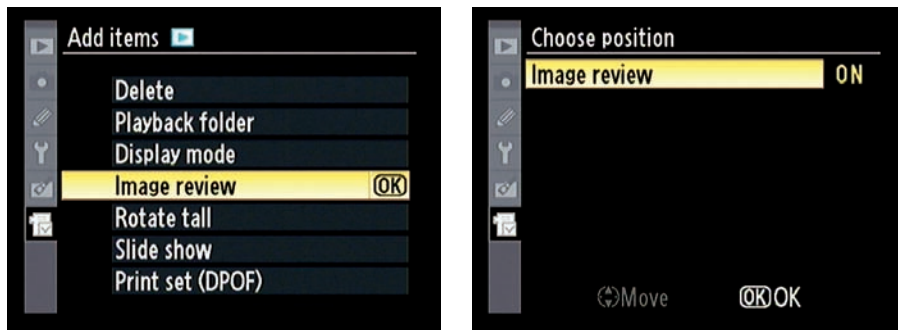 Add items
Delete
Playback folder
Display mode
Image review OK
Rotate tall
Slide show
Print set (DPOF)
Choose position
Image review ON
Move OK OK